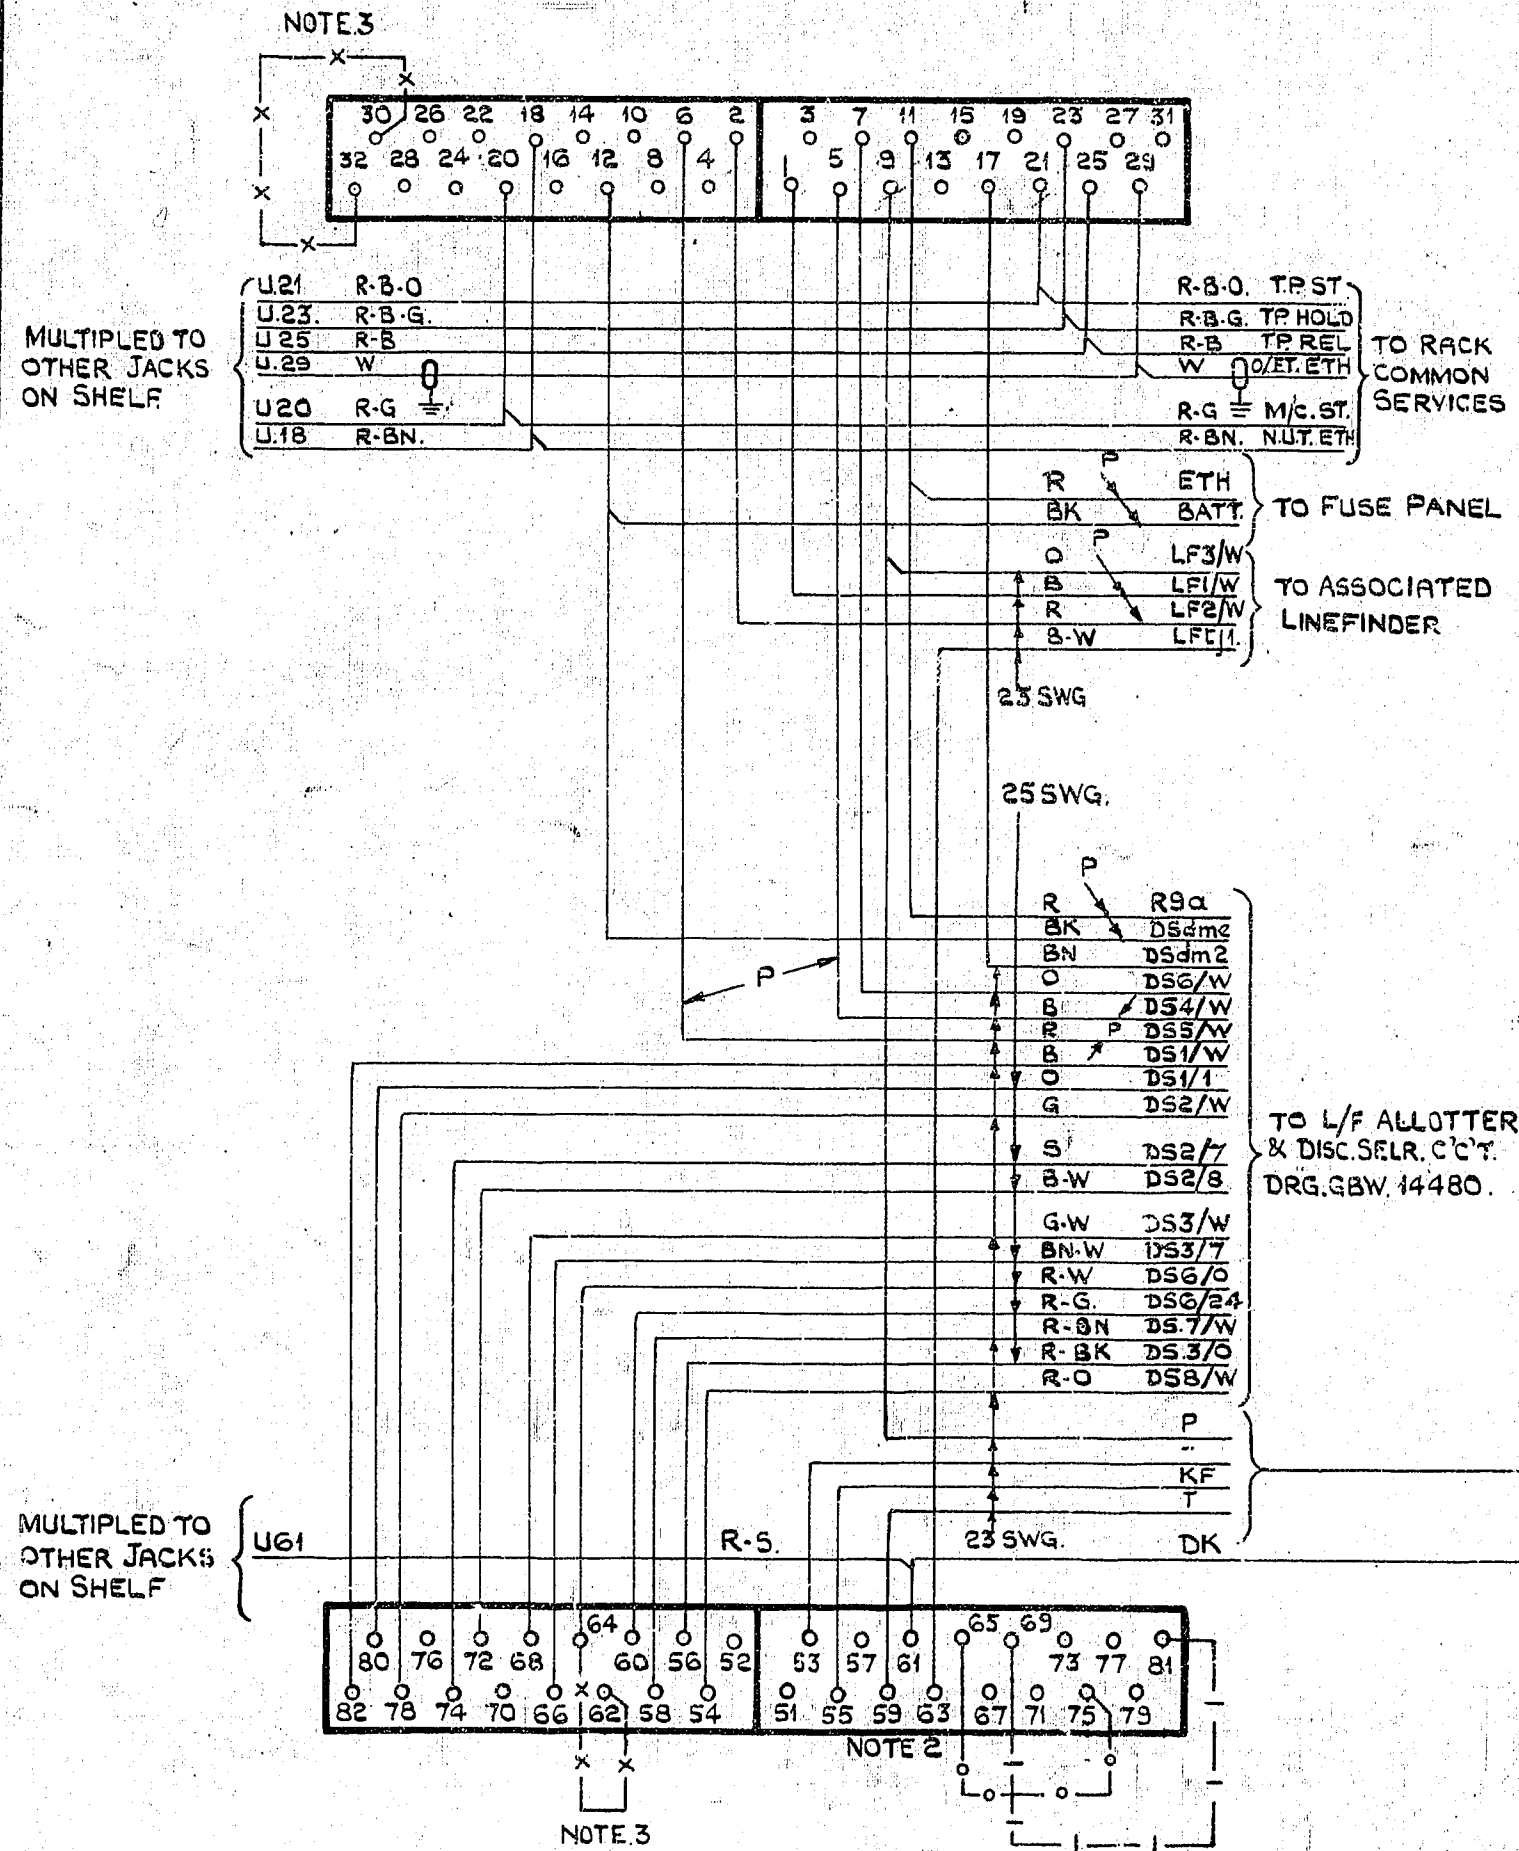 NOTE.3
30 26 22 18 14 10 6 2 3 7 11 15 19 23 27 31
32 28 24 20 16 12 8 4 1 5 9 13 17 21 25 29
MULTIPLED TO
OTHER JACKS
ON SHELF.
U.21 R-B-O
U.23. R-B-G.
U25 R-B
U.29 W
U20 R-G
U.18 R-BN.
R-B-O. T.P. ST.
R-B-G. TP. HOLD
R-B TP. REL
W O/ET. ETH
R-G M/C. ST.
R-BN. N.U.T. ETH
TO RACK
COMMON
SERVICES
P
R ETH
BK BATT.
TO FUSE PANEL
P
O LF3/W
B LF1/W
R LF2/W
B-W
TO ASSOCIATED
LINEFINDER
23 SWG
25 SWG.
P
R R9a
BK
BN DSdm2
O DS6/W
B DS4/W
R P DS5/W
B DS1/W
O DS1/1
G DS2/W
S DS2/7
B-W DS2/8
G-W DS3/W
BN-W DS3/7
R-W DS6/0
R-G. DS6/24
R-BN DS.7/W
R-BK DS.3/0
R-O DS8/W
P
TO L/F ALLOTTER
& DISC. SELR. C'C'T.
DRG. GBW. 14480.
P
-
KF
T
23 SWG.
DK
MULTIPLED TO
OTHER JACKS
ON SHELF
U61 R-S.
64 65 69
80 76 72 68 60 56 52 53 57 61 73 77 81
82 78 74 70 66 62 58 54 51 55 59 63 67 71 75 79
NOTE 2
NOTE.3